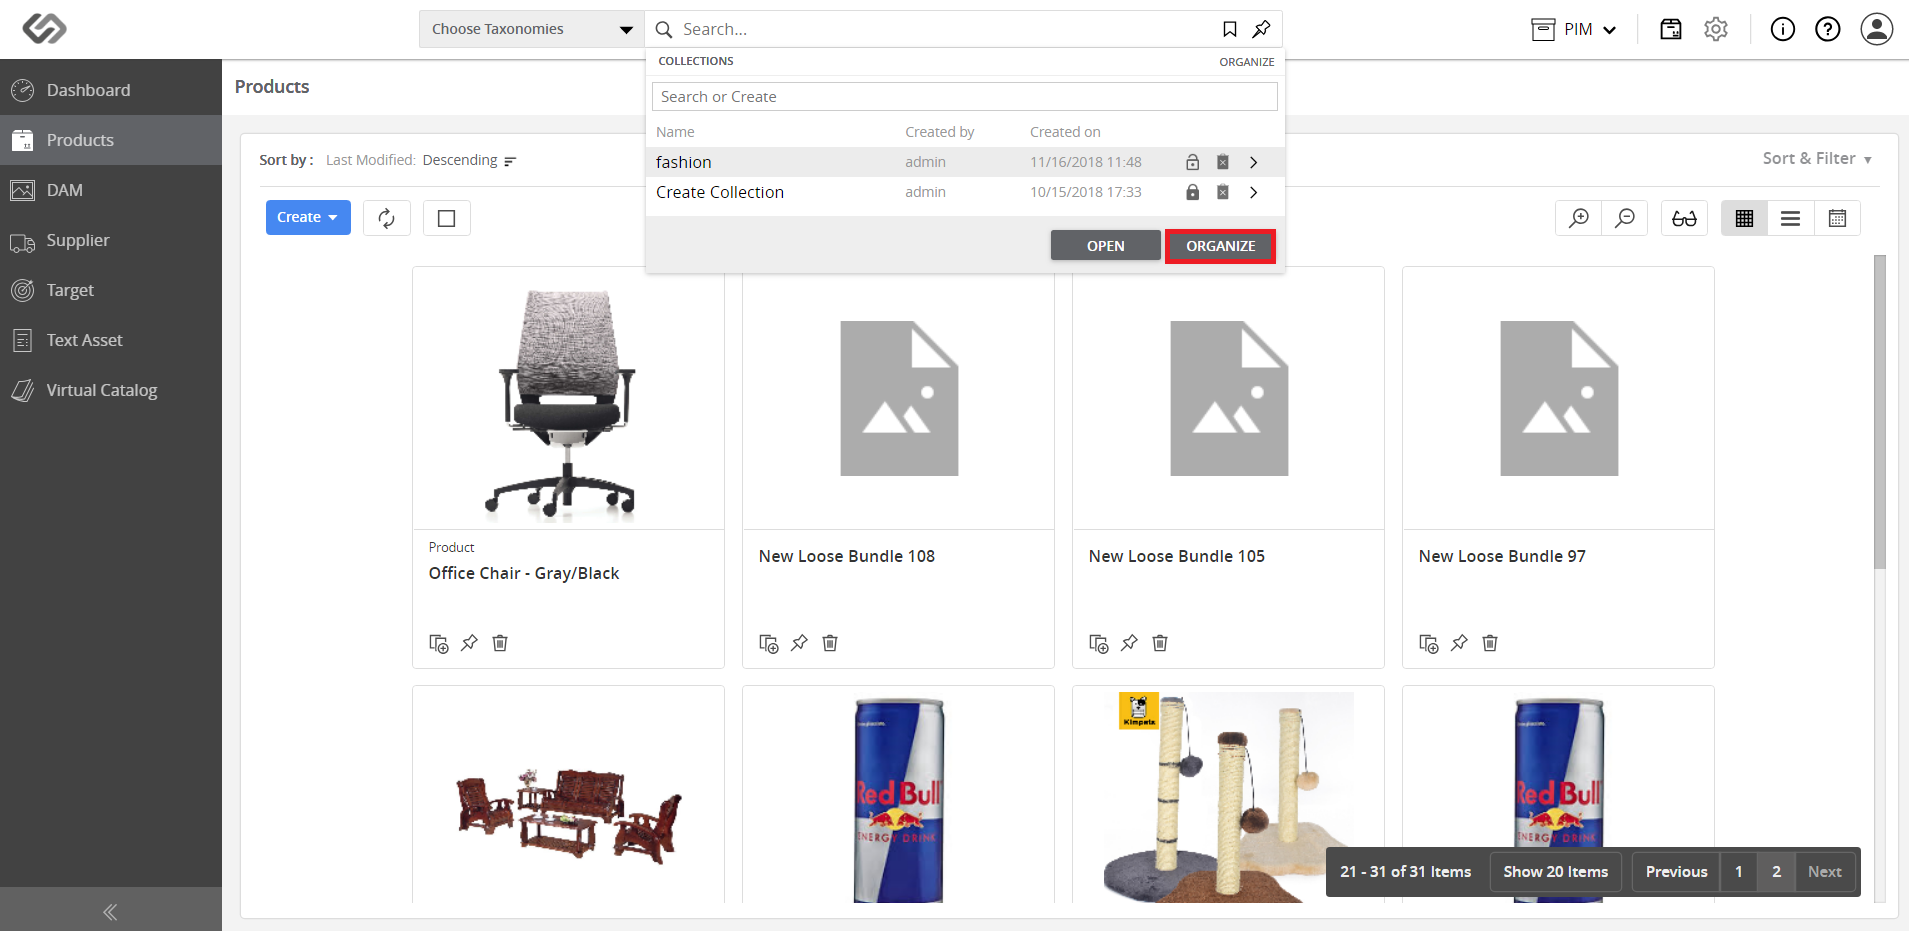 Choose Taxonomies
Search...
PIM
COLLECTIONS
ORGANIZE
Search or Create
Name Created by Created on
fashion admin 11/16/2018 11:48
Create Collection admin 10/15/2018 17:33
OPEN
ORGANIZE
Dashboard
Products
DAM
Supplier
Target
Text Asset
Virtual Catalog
Products
Sort by : Last Modified: Descending
Sort & Filter
Create
Product
Office Chair - Gray/Black
New Loose Bundle 108
New Loose Bundle 105
New Loose Bundle 97
Red Bull
ENERGY DRINK
Kimpets
Red Bull
ENERGY DRINK
21 - 31 of 31 Items
Show 20 Items
Previous
1
2
Next